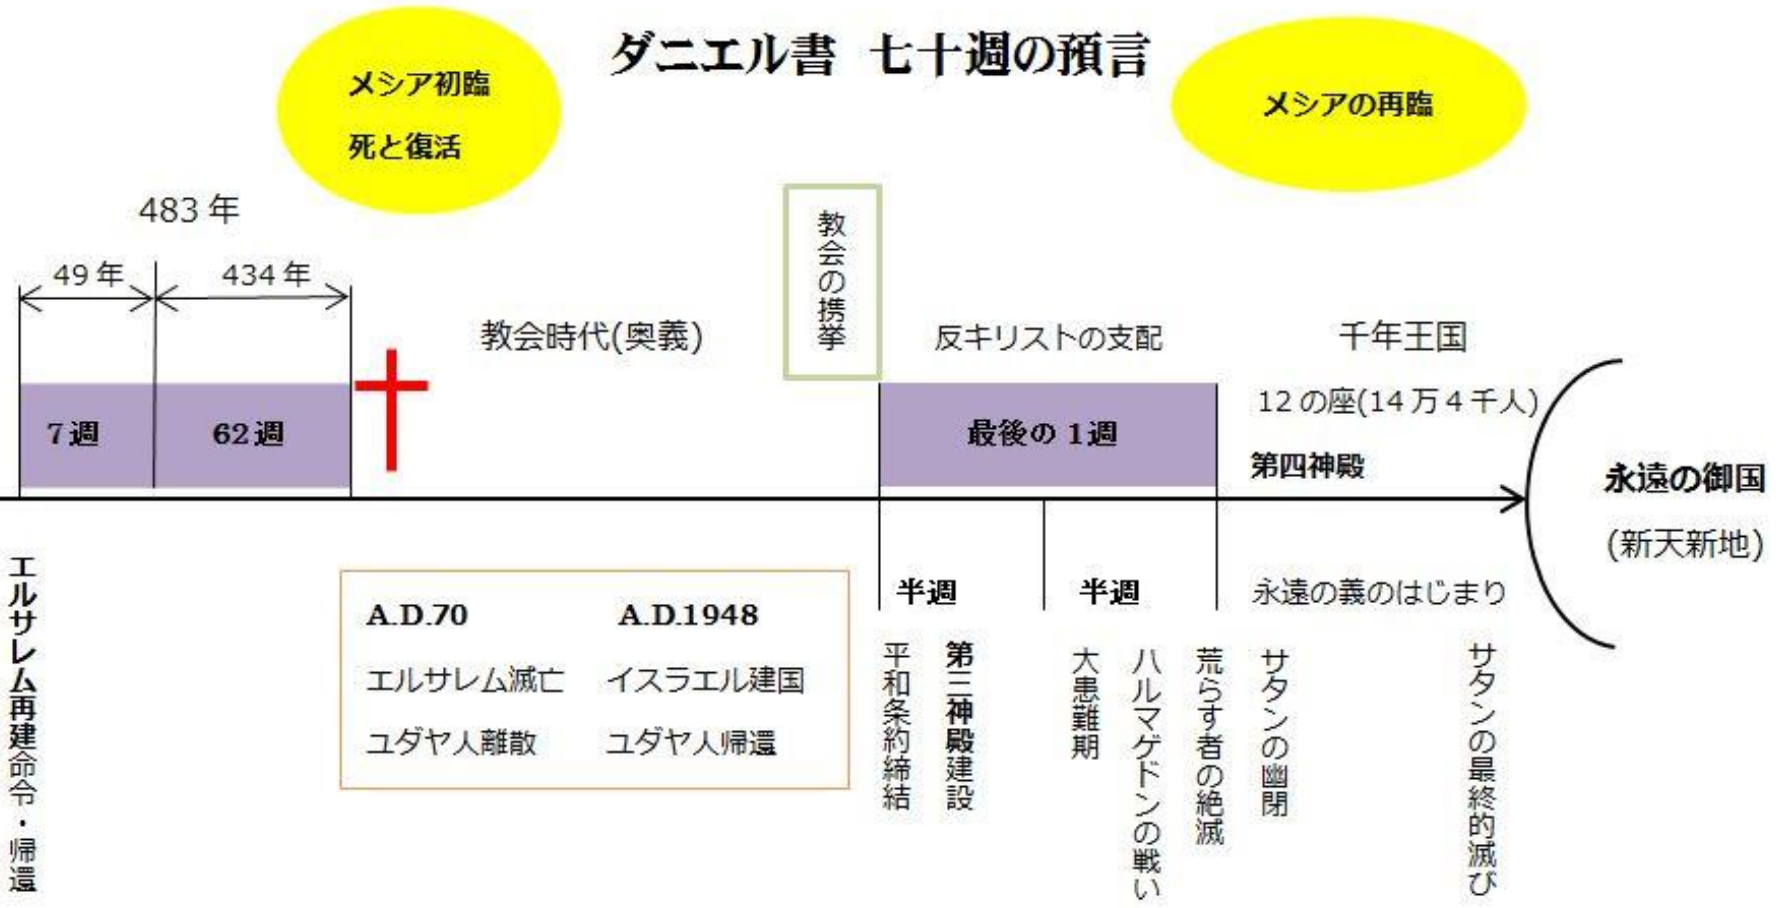 ダニエル書 七十週の預言
メシア初臨
死と復活
メシアの再臨
483年
49年
434年
教会の携挙
教会時代(奥義)
反キリストの支配
千年王国
7週
62週
最後の1週
12の座(14万4千人)
第四神殿
永遠の御国
(新天新地)
エルサレム再建命令・帰還
A.D.70
エルサレム滅亡
ユダヤ人離散
A.D.1948
イスラエル建国
ユダヤ人帰還
半週
半週
永遠の義のはじまり
平和条約締結
第三神殿建設
大患難期
ハルマゲドンの戦い
荒らす者の絶滅
サタンの幽閉
サタンの最終的滅び